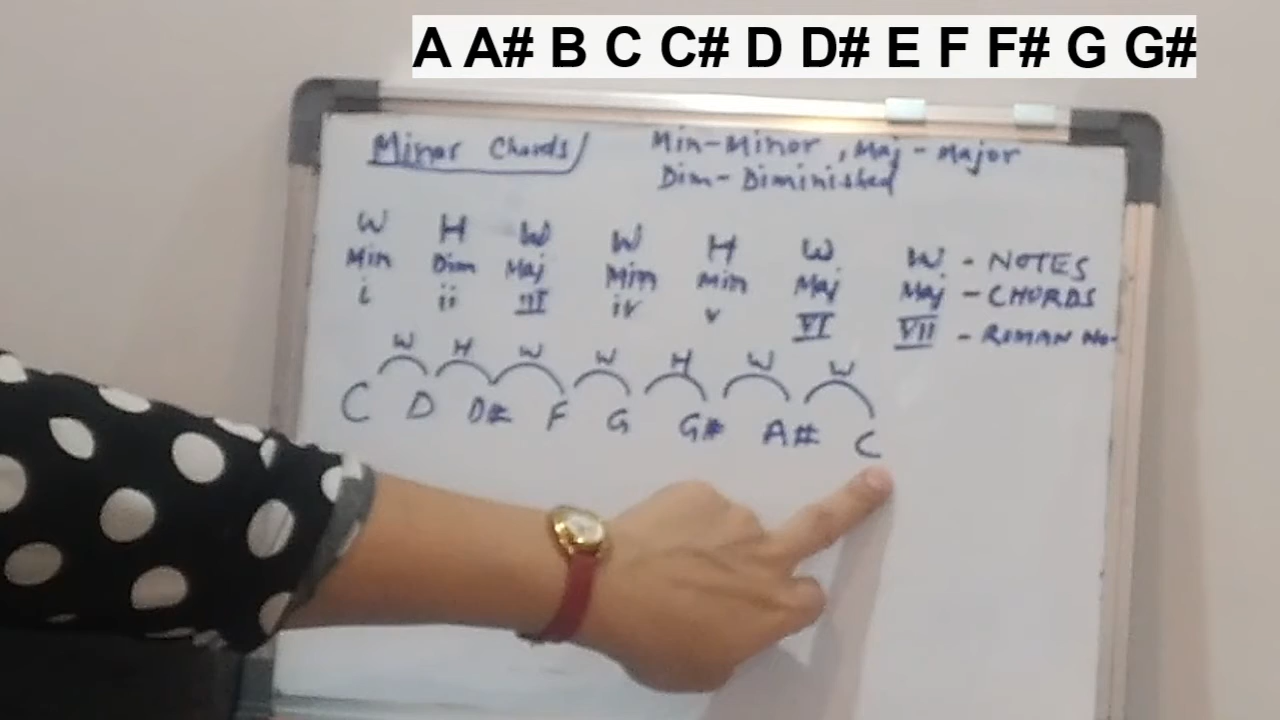 A A# B C C# D D# E F F# G G#
Minor Chords/ Min-Minor, Maj-Major
Dim-Diminished
W H W W H W W - NOTES
Min Dim Maj Min Min Maj Maj - CHORDS
i ii III iv v VI VII - ROMAN No.
W H W W H W W
C D D# F G G# A# C